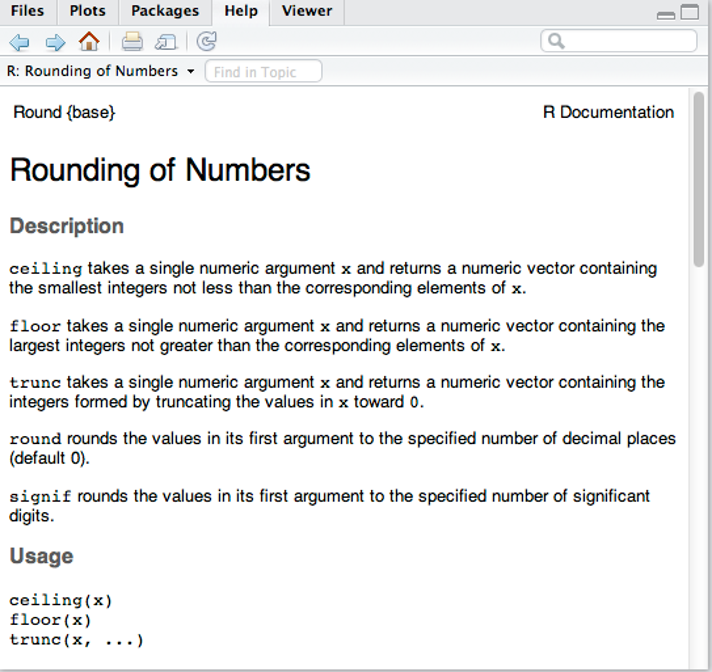 Files Plots Packages Help Viewer
R: Rounding of Numbers Find in Topic
Round {base} R Documentation
Rounding of Numbers
Description
ceiling takes a single numeric argument x and returns a numeric vector containing
the smallest integers not less than the corresponding elements of x.
floor takes a single numeric argument x and returns a numeric vector containing the
largest integers not greater than the corresponding elements of x.
trunc takes a single numeric argument x and returns a numeric vector containing the
integers formed by truncating the values in x toward 0.
round rounds the values in its first argument to the specified number of decimal places
(default 0).
signif rounds the values in its first argument to the specified number of significant
digits.
Usage
ceiling(x)
floor(x)
trunc(x, ...)